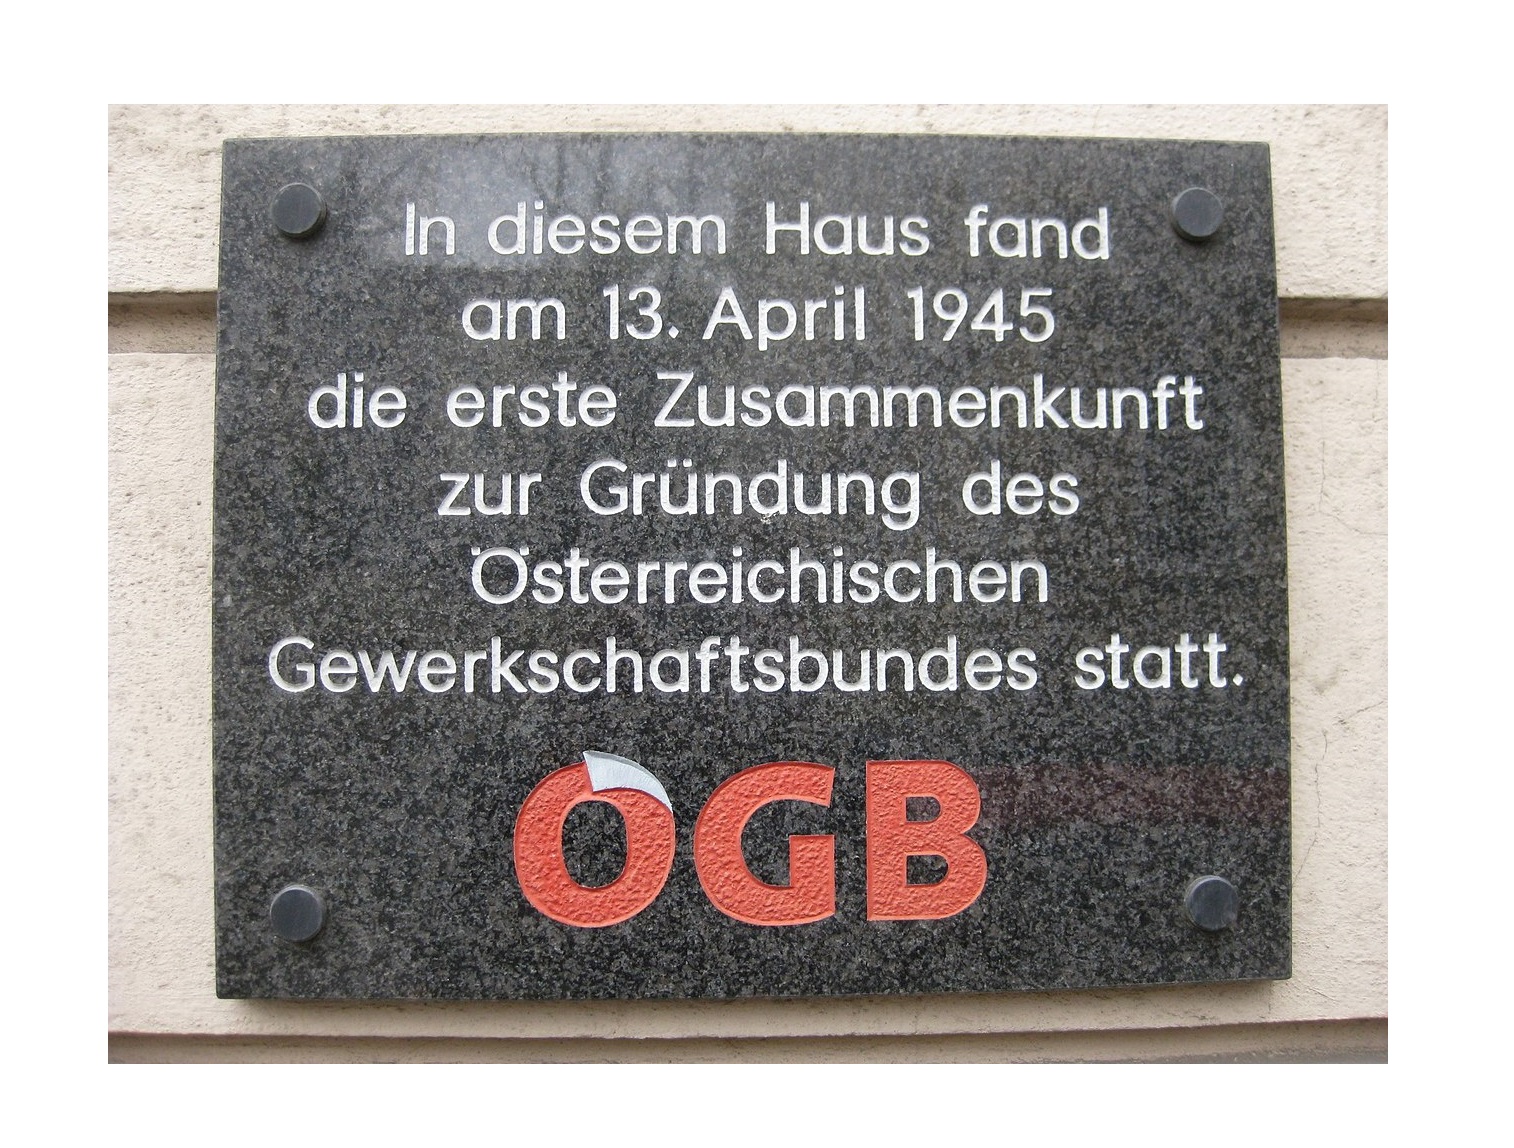 In diesem Haus fand
am 13. April 1945
die erste Zusammenkunft
zur Gründung des
Österreichischen
Gewerkschaftsbundes statt.
ÖGB